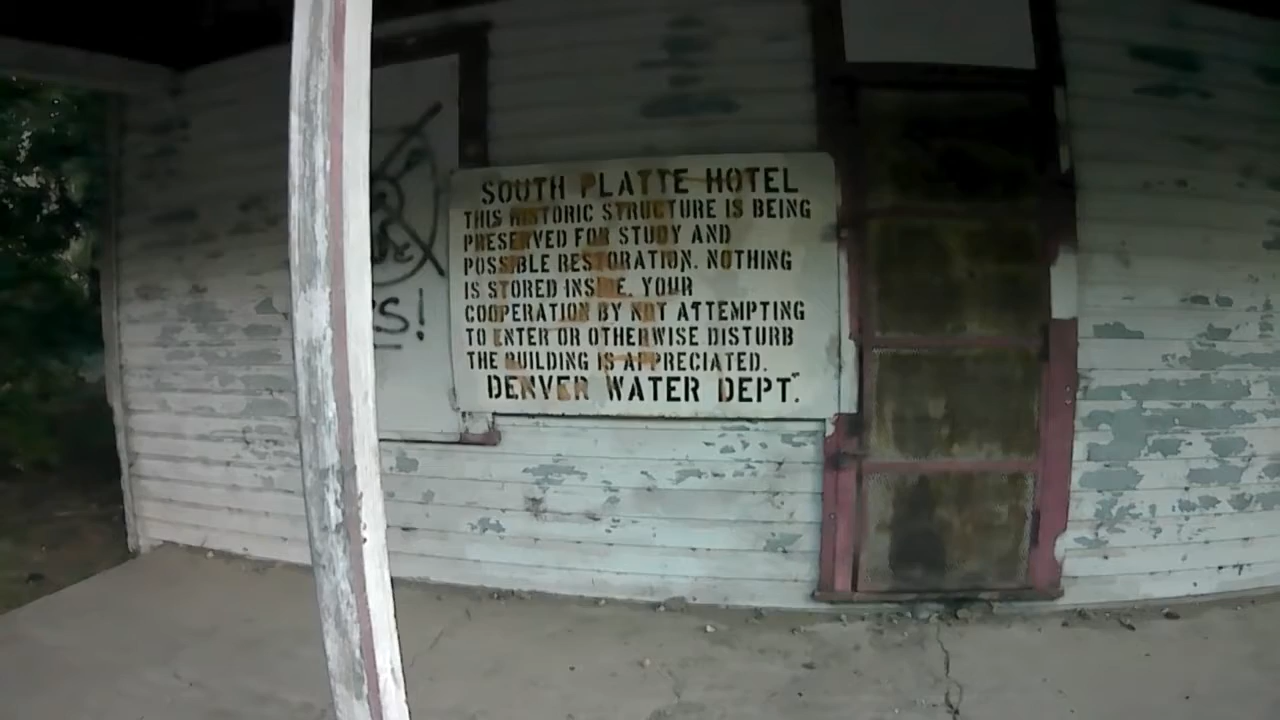 SOUTH PLATTE HOTEL
THIS HISTORIC STRUCTURE IS BEING
PRESERVED FOR STUDY AND
POSSIBLE RESTORATION. NOTHING
IS STORED INSIDE. YOUR
COOPERATION BY NOT ATTEMPTING
TO ENTER OR OTHERWISE DISTURB
THE BUILDING IS APPRECIATED.
DENVER WATER DEPT.